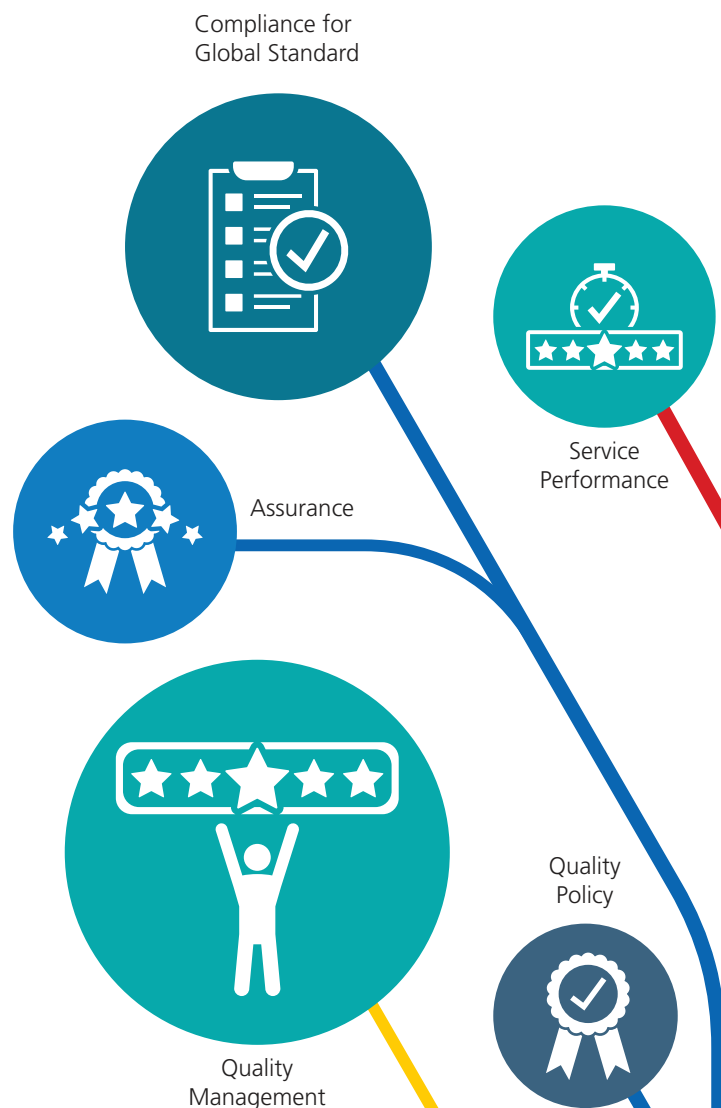 Compliance for
Global Standard
Service
Performance
Assurance
Quality
Policy
Quality
Management